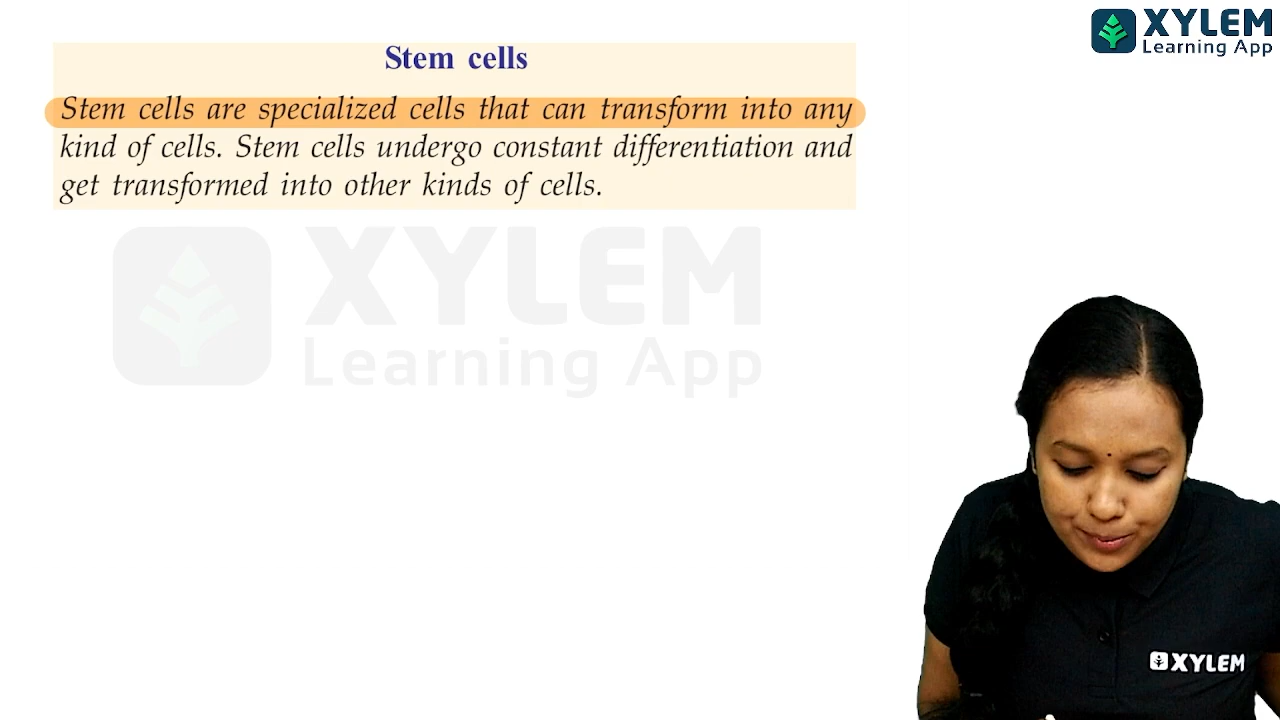 XYLEM
Learning App
Stem cells
Stem cells are specialized cells that can transform into any
kind of cells. Stem cells undergo constant differentiation and
get transformed into other kinds of cells.
XYLEM
Learning App
XYLEM